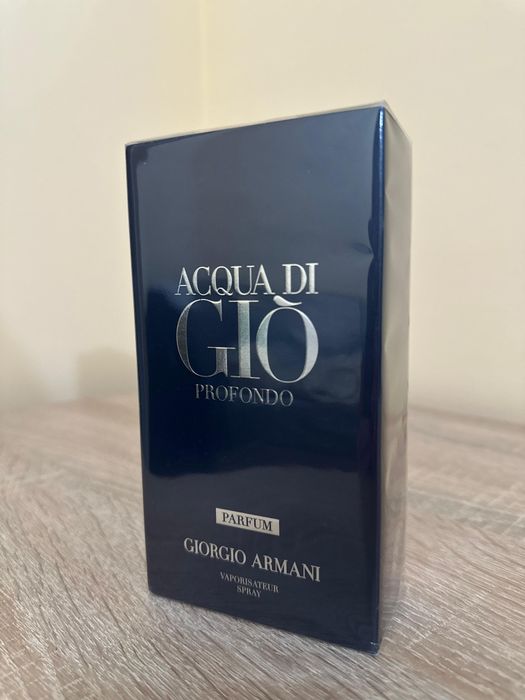 ACQUA DI
GIÒ
PROFONDO
PARFUM
GIORGIO ARMANI
VAPORISATEUR
SPRAY